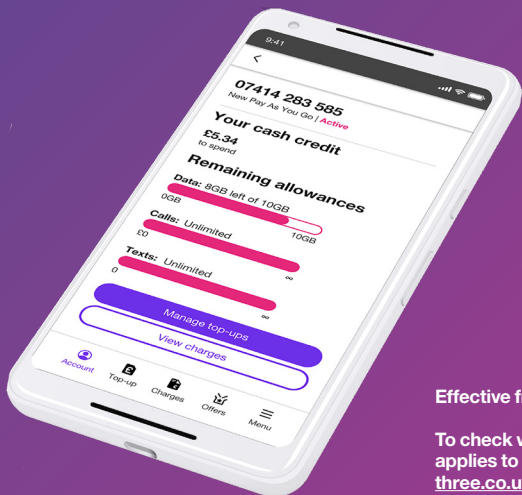 9:41
07414 283 585
New Pay As You Go | Active
Your cash credit
£5.34
to spend
Remaining allowances
Data: 8GB left of 10GB
0GB 10GB
Calls: Unlimited
£0 ∞
Texts: Unlimited
0 ∞
Manage top-ups
View charges
Account Top-up Charges Offers Menu
Effective
To check
applies to
three.co.u